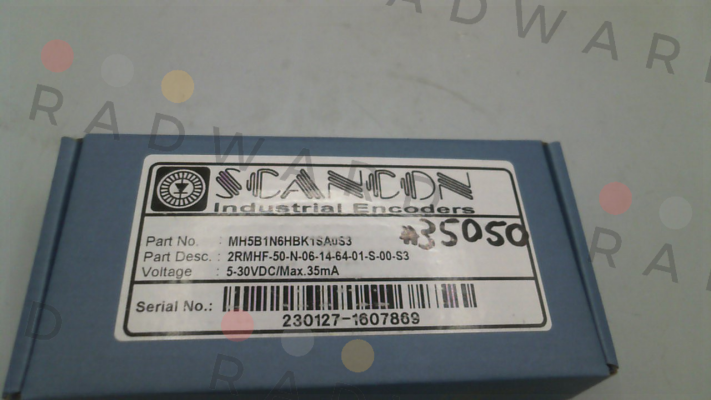 RADWARD
SCANCON
Industrial Encoders
#35050
Part No. : MH5B1N6HBK1SA0S3
Part Desc. : 2RMHF-50-N-06-14-64-01-S-00-S3
Voltage : 5-30VDC/Max.35mA
Serial No.:
230127-1607869